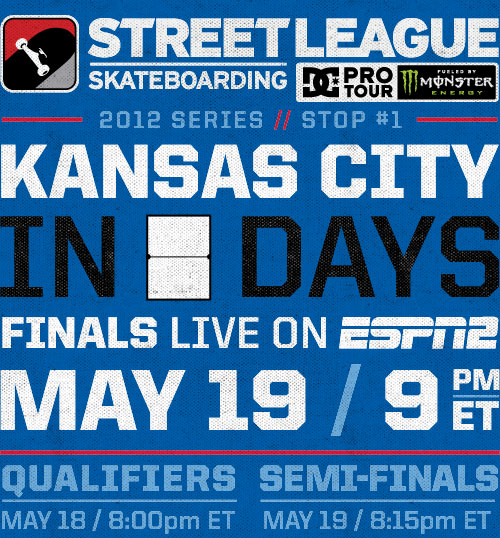 STREET LEAGUE
SKATEBOARDING
DC PRO TOUR
FUELED BY MONSTER ENERGY
2012 SERIES // STOP #1
KANSAS CITY
IN DAYS
FINALS LIVE ON ESPN2
MAY 19 / 9 PM ET
QUALIFIERS
MAY 18 / 8:00pm ET
SEMI-FINALS
MAY 19 / 8:15pm ET